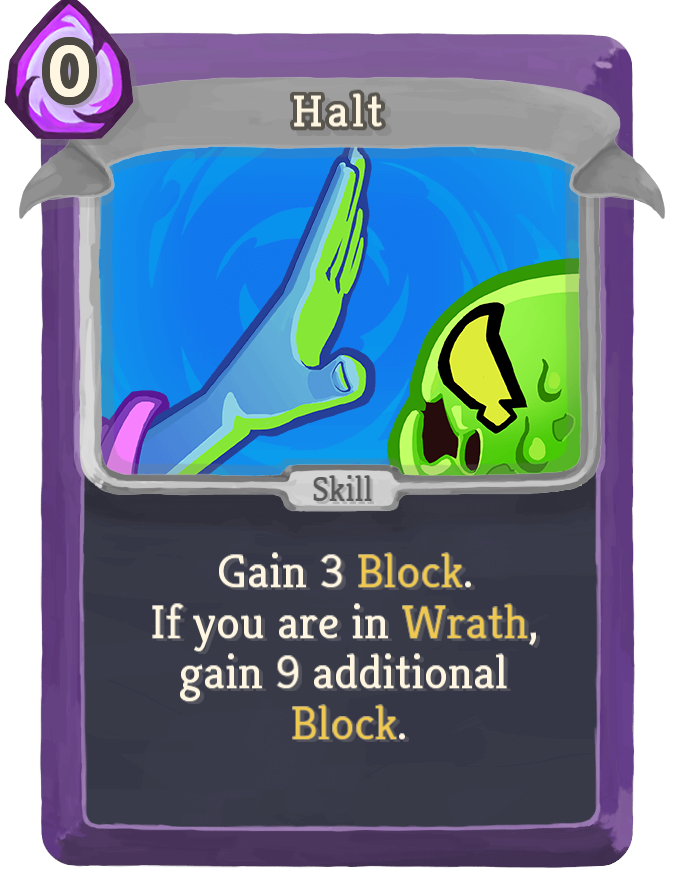 0
Halt
Skill
Gain 3 Block.
If you are in Wrath,
gain 9 additional
Block.